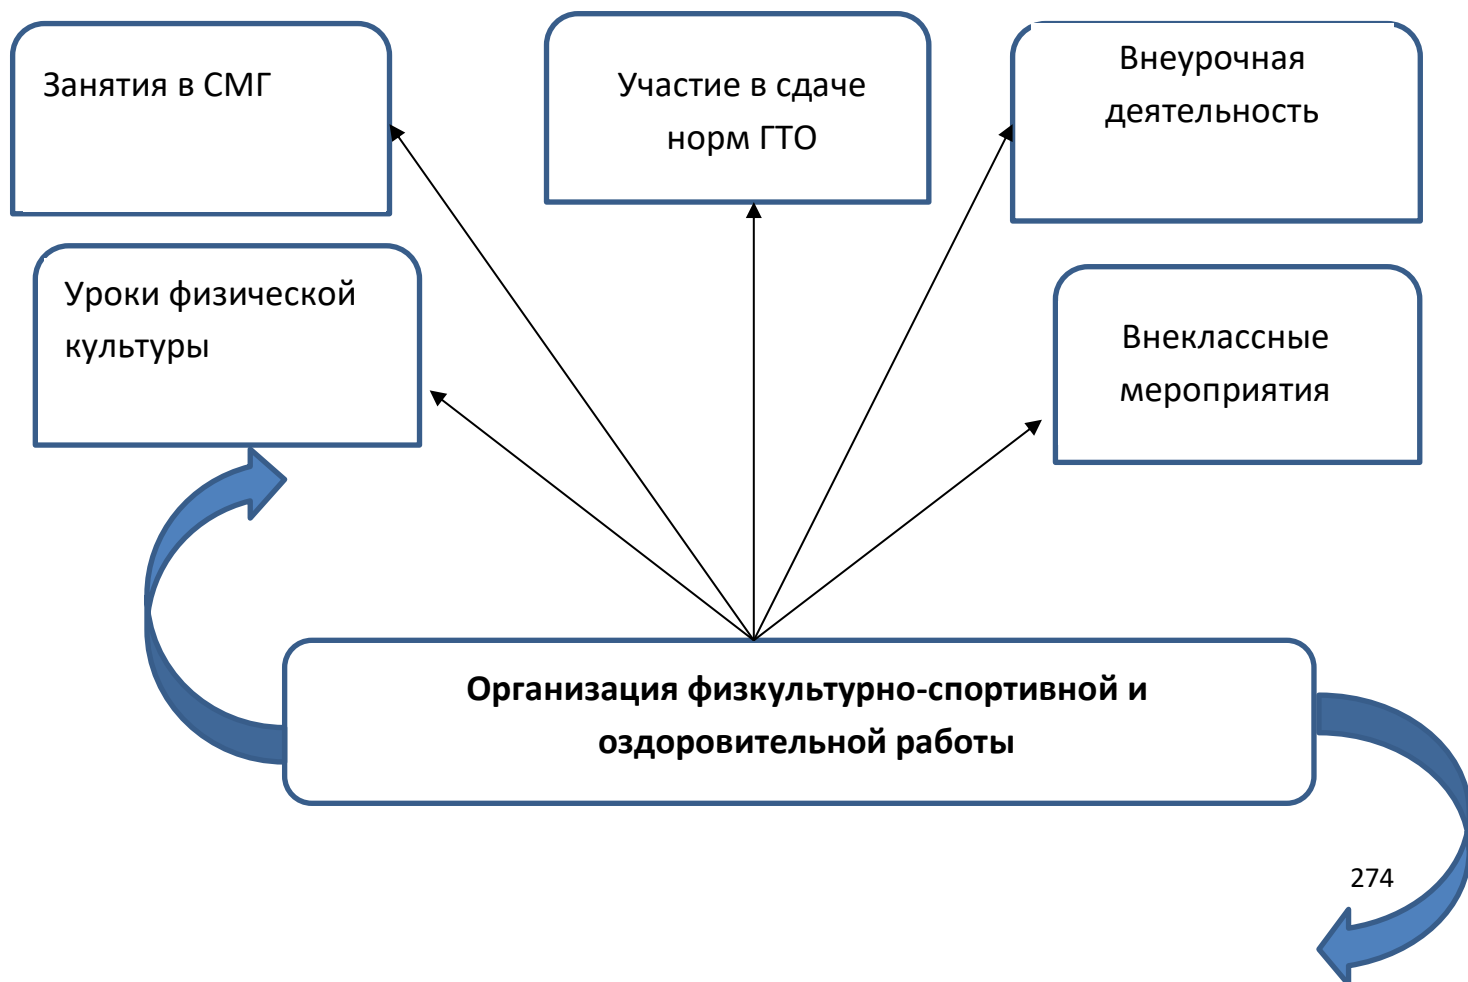 Занятия в СМГ
Участие в сдаче
норм ГТО
Внеурочная
деятельность
Уроки физической
культуры
Внеклассные
мероприятия
Организация физкультурно-спортивной и
оздоровительной работы
274